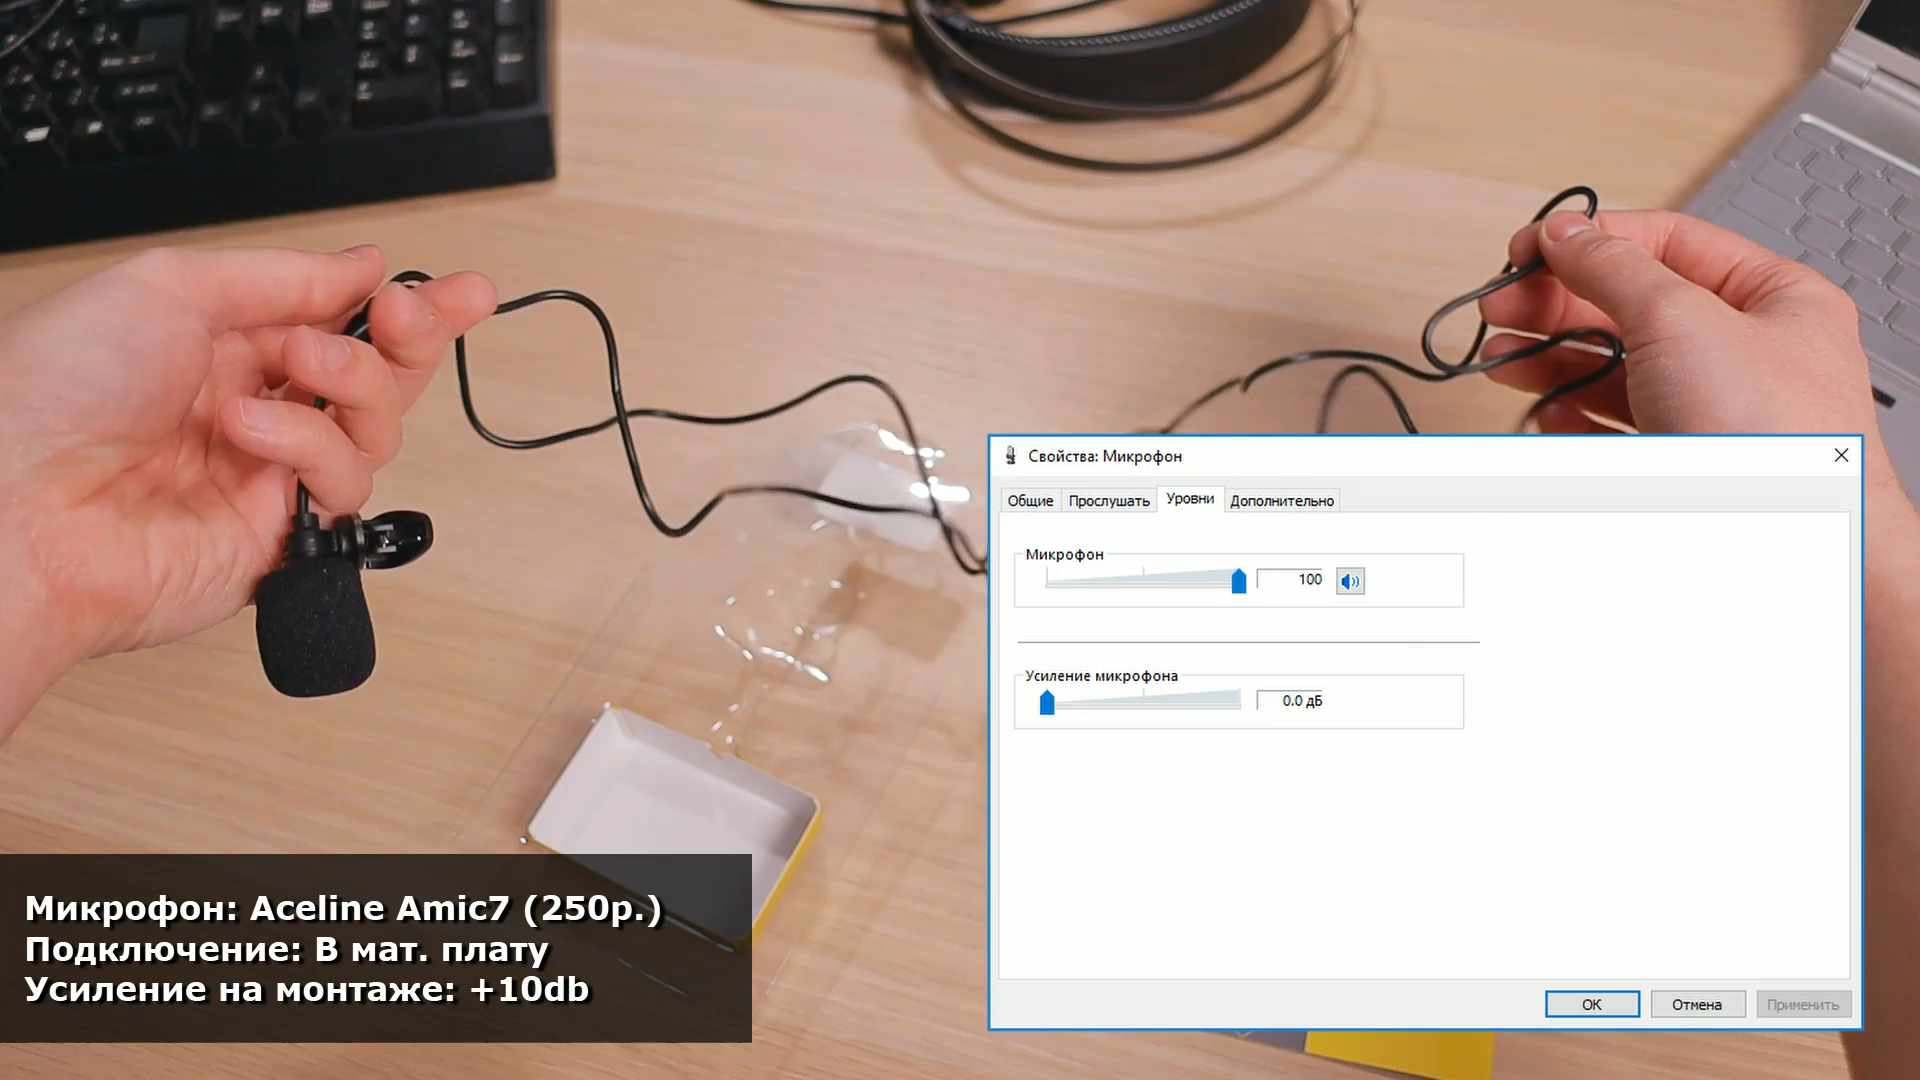 Свойства: Микрофон
Общие Прослушать Уровни Дополнительно
Микрофон
100
Усиление микрофона
0.0 дБ
ОК Отмена Применить
Микрофон: Aceline Amic7 (250р.)
Подключение: В мат. плату
Усиление на монтаже: +10db